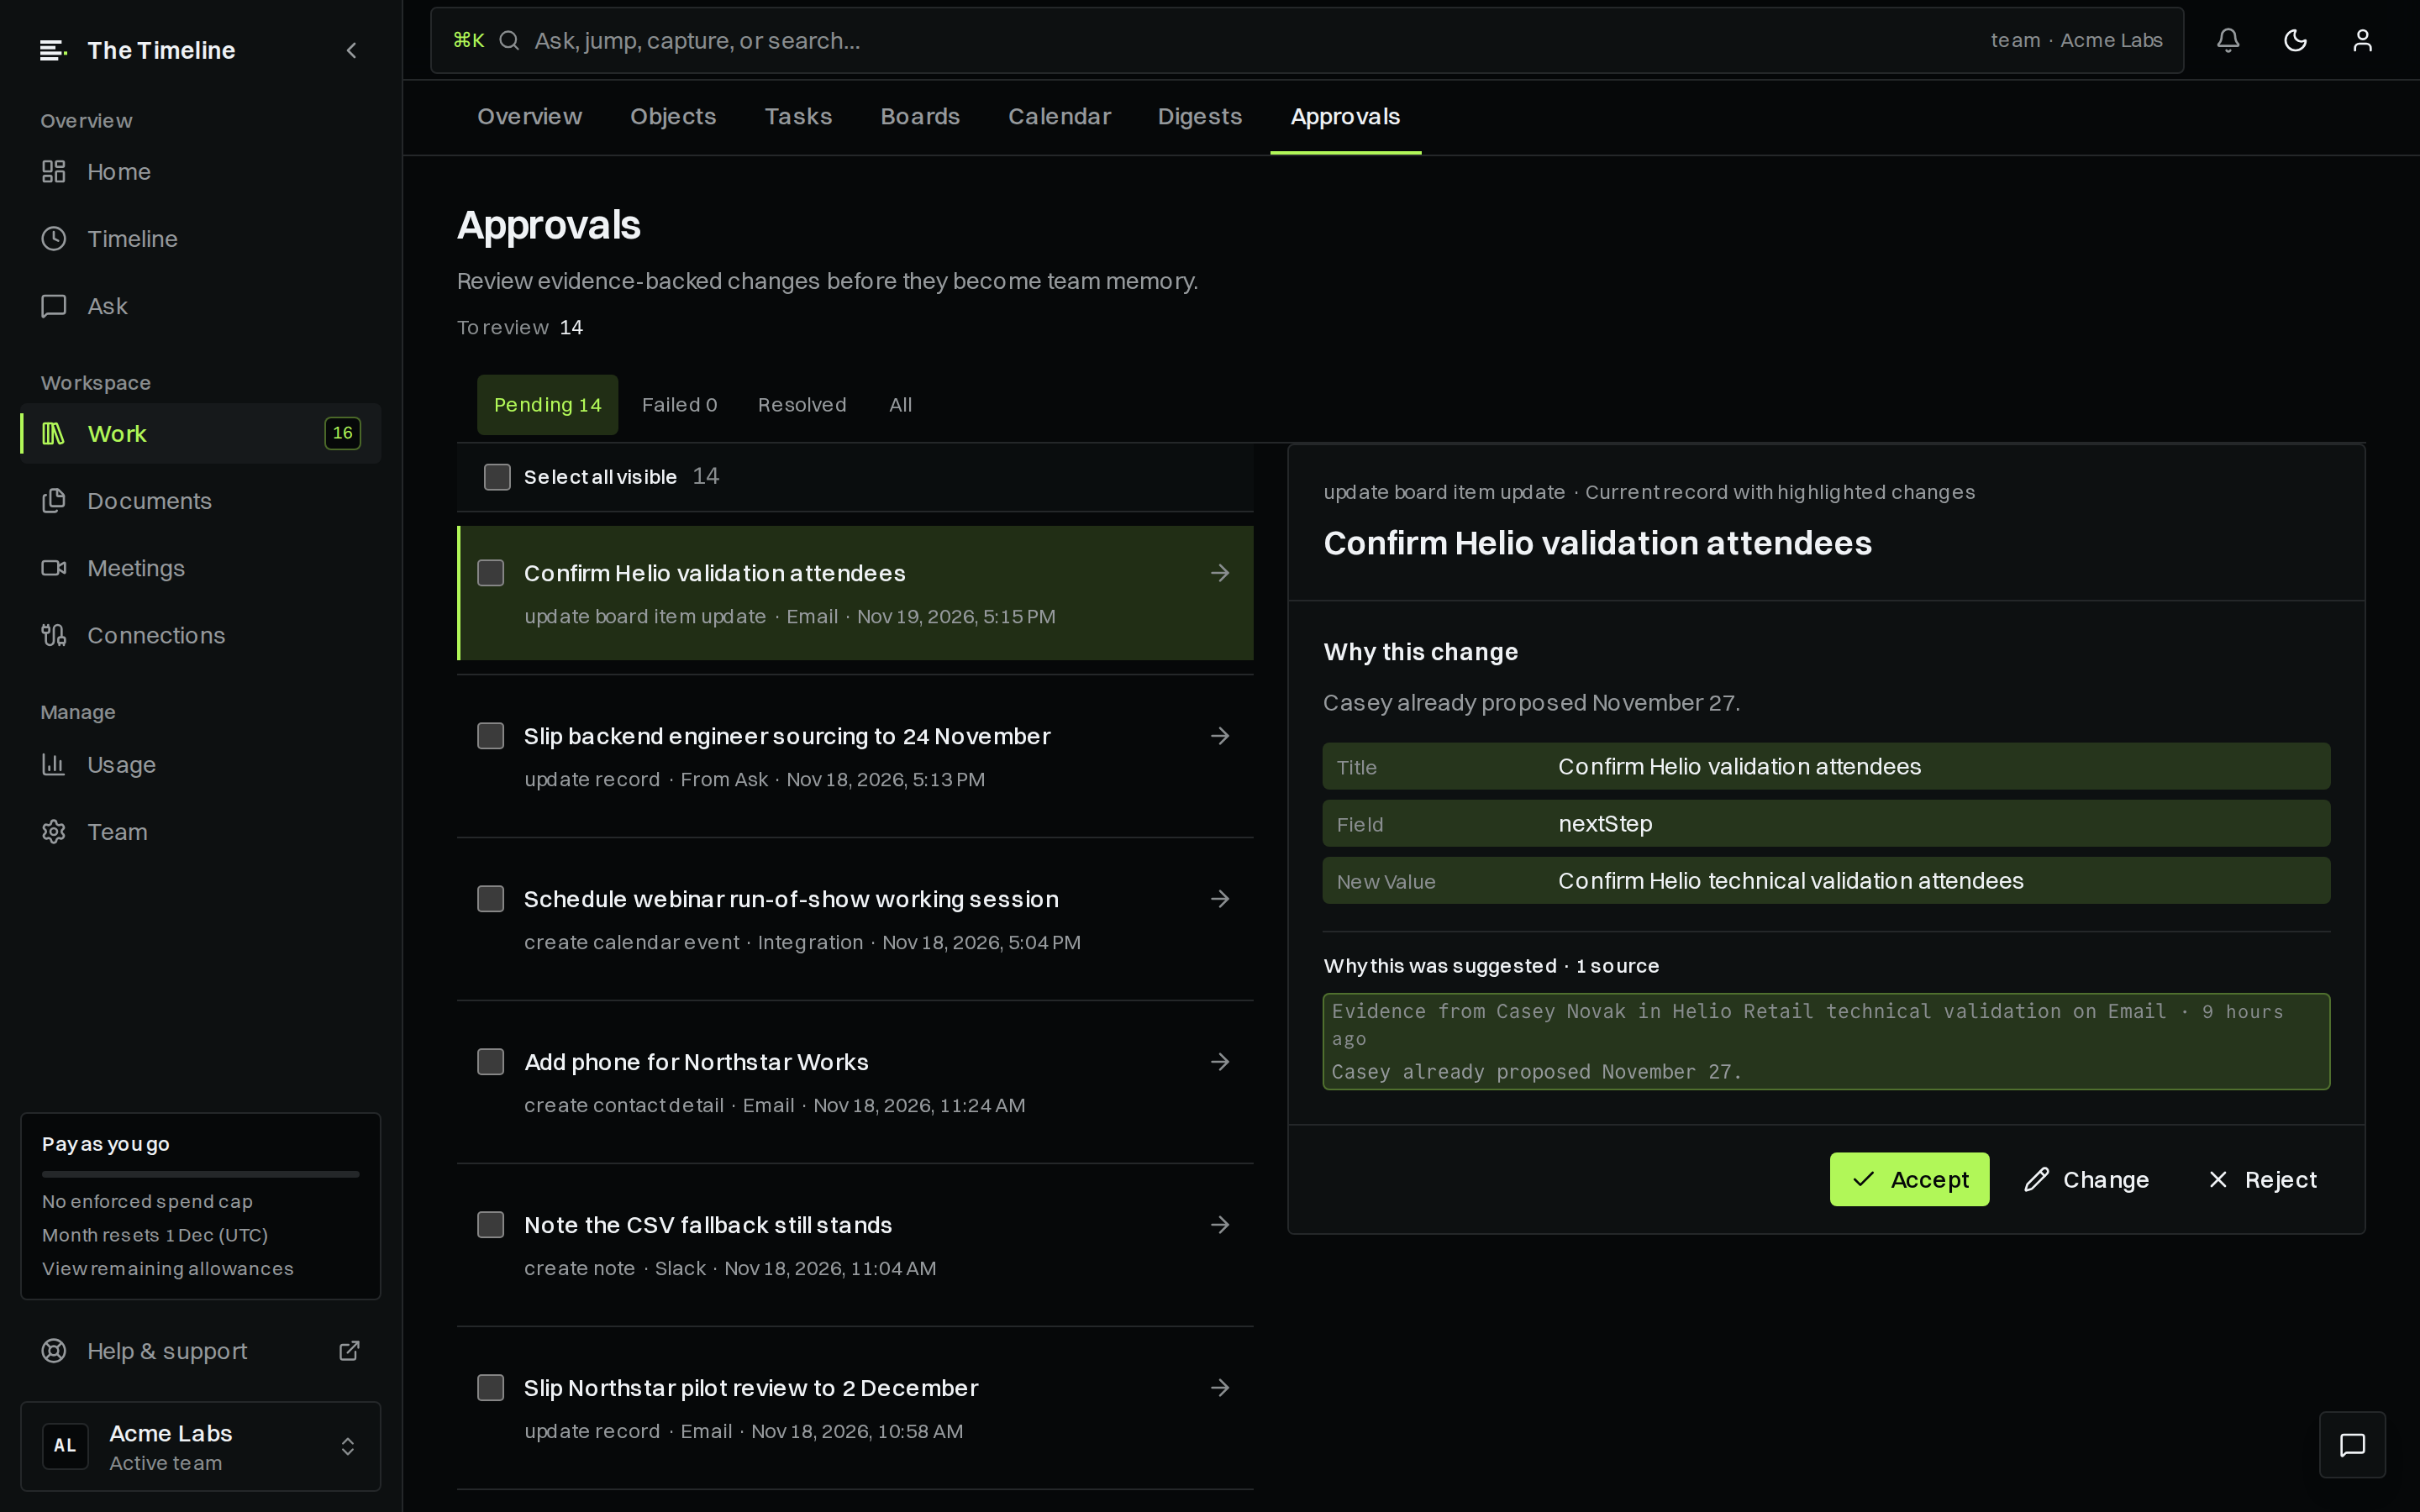 The Timeline
Overview
Home
Timeline
Ask
Workspace
Work 16
Documents
Meetings
Connections
Manage
Usage
Team
Pay as you go
No enforced spend cap
Month resets 1 Dec (UTC)
View remaining allowances
Help & support
AL
Acme Labs
Active team
⌘K Ask, jump, capture, or search... team · Acme Labs
Overview Objects Tasks Boards Calendar Digests Approvals
Approvals
Review evidence-backed changes before they become team memory.
To review 14
Pending 14 Failed 0 Resolved All
Select all visible 14
Confirm Helio validation attendees
update board item update · Email · Nov 19, 2026, 5:15 PM
Slip backend engineer sourcing to 24 November
update record · From Ask · Nov 18, 2026, 5:13 PM
Schedule webinar run-of-show working session
create calendar event · Integration · Nov 18, 2026, 5:04 PM
Add phone for Northstar Works
create contact detail · Email · Nov 18, 2026, 11:24 AM
Note the CSV fallback still stands
create note · Slack · Nov 18, 2026, 11:04 AM
Slip Northstar pilot review to 2 December
update record · Email · Nov 18, 2026, 10:58 AM
update board item update · Current record with highlighted changes
Confirm Helio validation attendees
Why this change
Casey already proposed November 27.
Title Confirm Helio validation attendees
Field nextStep
New Value Confirm Helio technical validation attendees
Why this was suggested · 1 source
Evidence from Casey Novak in Helio Retail technical validation on Email · 9 hours
ago
Casey already proposed November 27.
Accept Change Reject